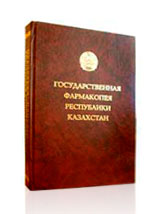 ГОСУДАРСТВЕННАЯ
ФАРМАКОПЕЯ
РЕСПУБЛИКИ
КАЗАХСТАН